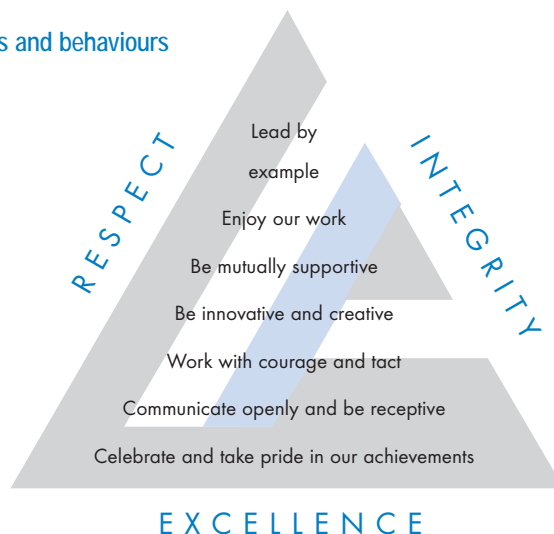 s and behaviours
RESPECT
INTEGRITY
Lead by
example
Enjoy our work
Be mutually supportive
Be innovative and creative
Work with courage and tact
Communicate openly and be receptive
Celebrate and take pride in our achievements
EXCELLENCE